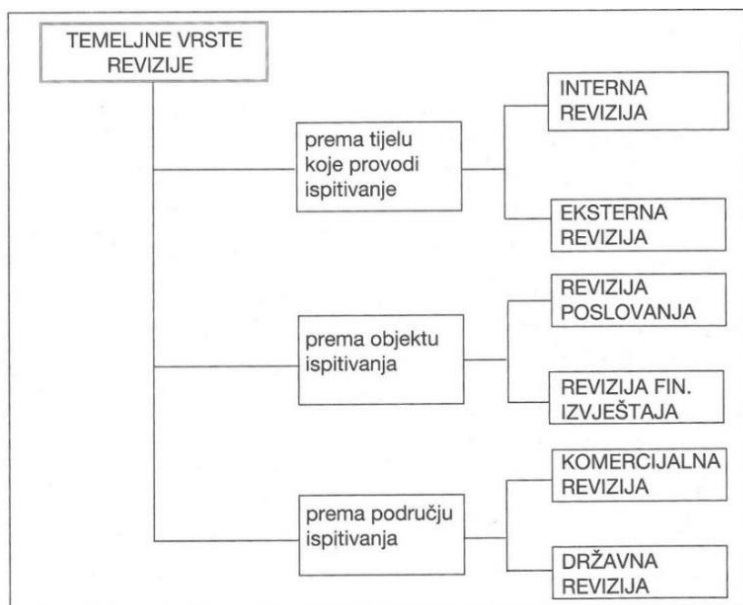 TEMELJNE VRSTE
REVIZIJE
prema tijelu
koje provodi
ispitivanje
INTERNA
REVIZIJA
EKSTERNA
REVIZIJA
prema objektu
ispitivanja
REVIZIJA
POSLOVANJA
REVIZIJA FIN.
IZVJEŠTAJA
prema području
ispitivanja
KOMERCIJALNA
REVIZIJA
DRŽAVNA
REVIZIJA